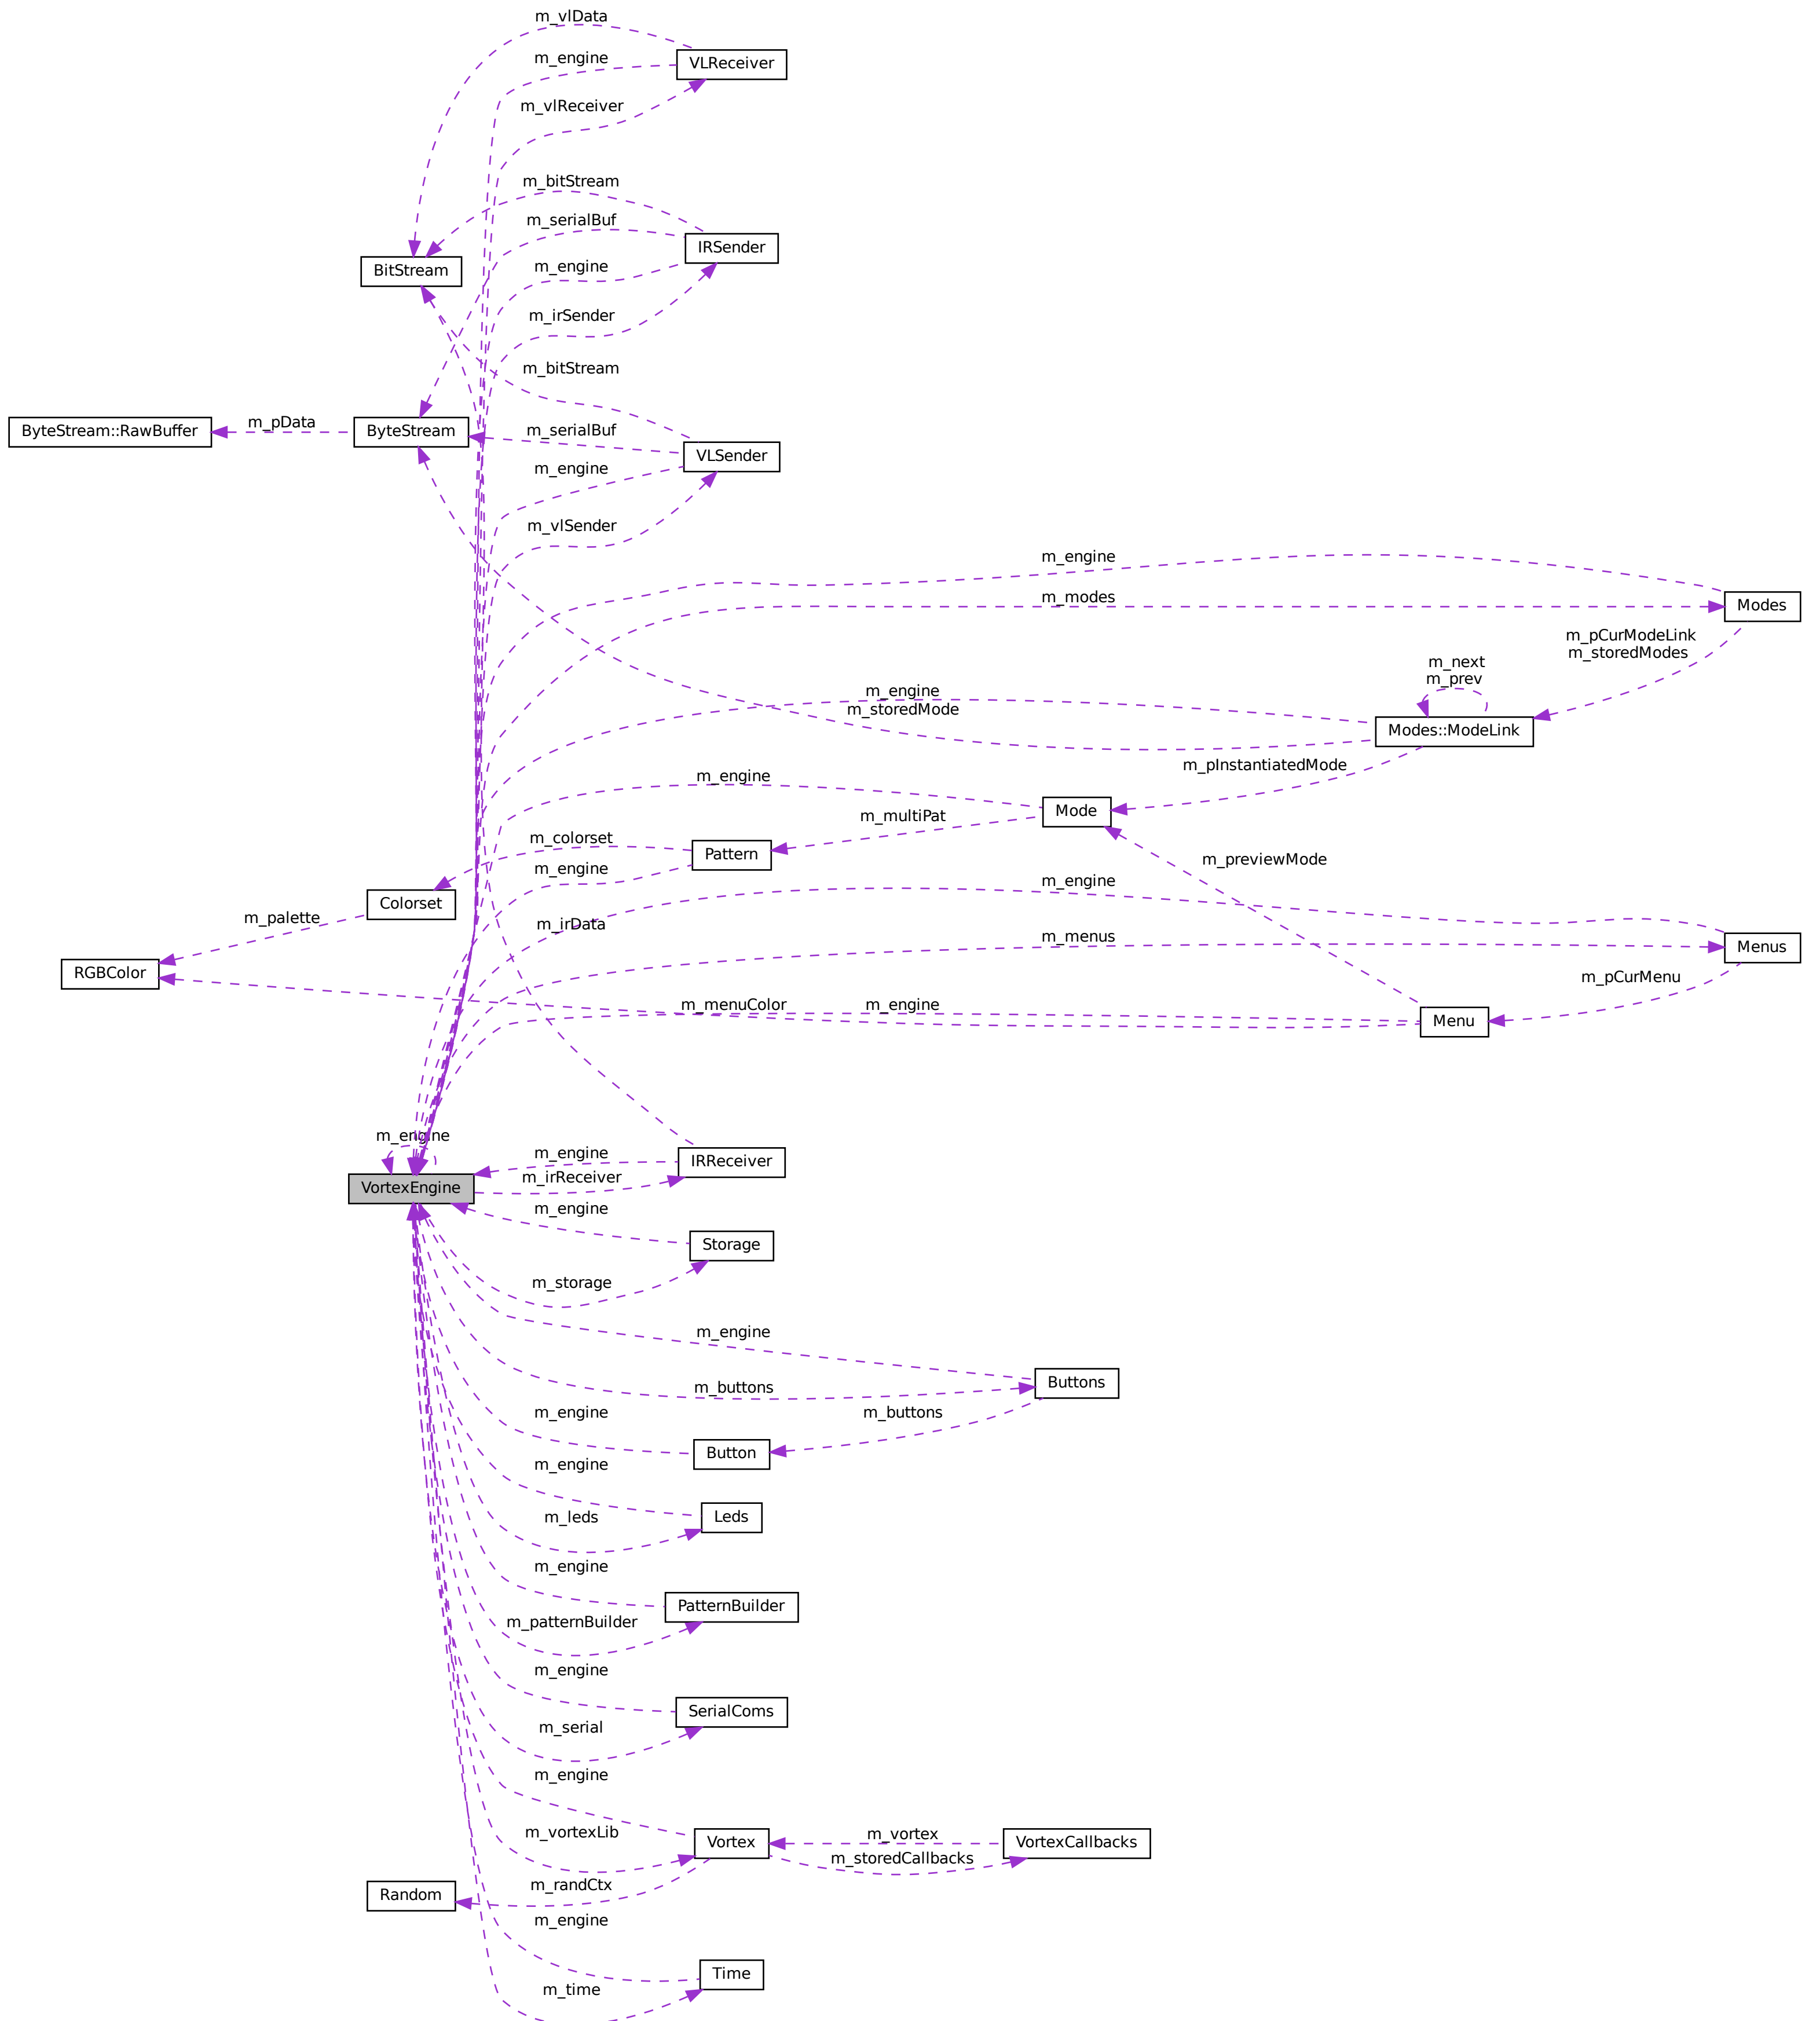 m_vlData
m_engine
VLReceiver
m_vlReceiver
m_bitStream
m_serialBuf
IRSender
m_engine
BitStream
m_irSender
m_bitStream
m_pData
ByteStream::RawBuffer
ByteStream
m_serialBuf
VLSender
m_engine
m_vlSender
m_engine
m_modes
Modes
m_pCurModeLink
m_storedModes
m_next
m_prev
m_engine
m_storedMode
Modes::ModeLink
m_pInstantiatedMode
m_engine
Mode
m_multiPat
m_colorset
Pattern
m_previewMode
m_engine
m_engine
Colorset
m_palette
m_irData
m_menus
Menus
RGBColor
m_pCurMenu
m_menuColor
m_engine
Menu
m_engine
m_engine
IRReceiver
m_irReceiver
VortexEngine
m_engine
Storage
m_storage
m_engine
Buttons
m_buttons
m_engine
m_buttons
Button
m_engine
m_leds
Leds
m_engine
PatternBuilder
m_patternBuilder
m_engine
SerialComs
m_serial
m_engine
m_vortexLib
Vortex
m_vortex
VortexCallbacks
m_storedCallbacks
m_randCtx
Random
m_engine
Time
m_time